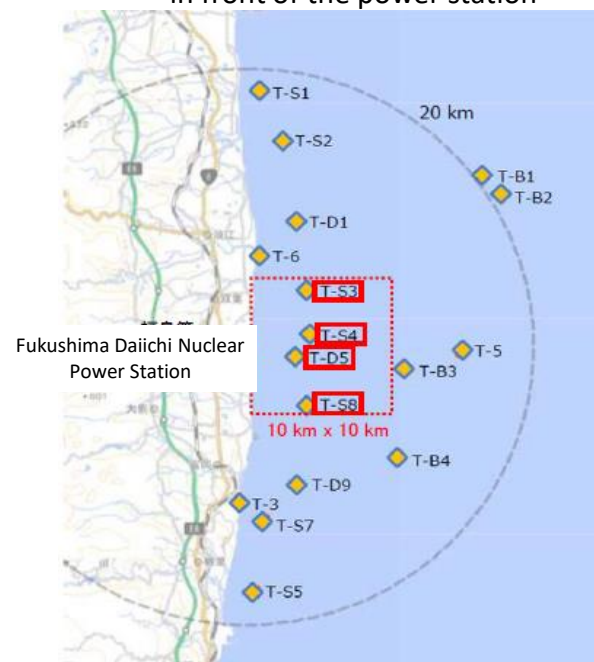 in front of the power station
T-S1
20 km
T-S2
T-B1
T-B2
T-D1
T-6
T-S3
T-S4
Fukushima Daiichi Nuclear
Power Station
T-D5
T-5
T-B3
T-S8
10 km x 10 km
T-B4
T-D9
T-3
T-S7
T-S5